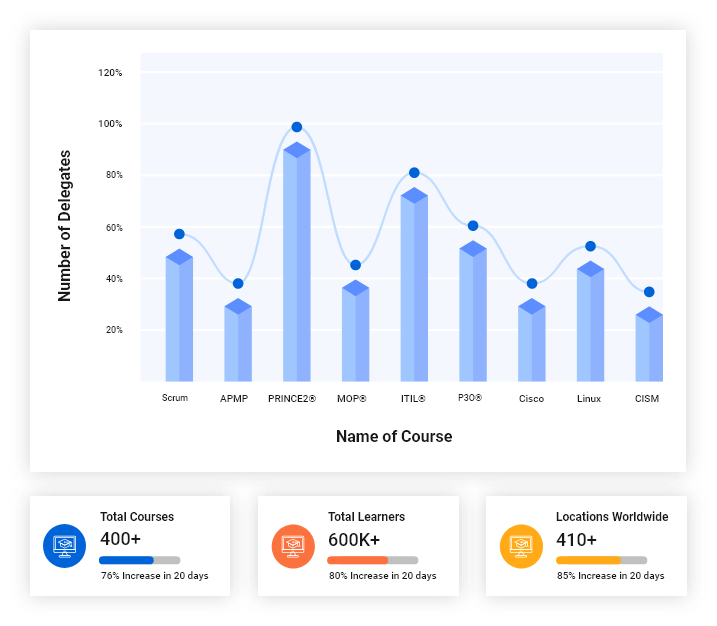 120%
100%
80%
60%
40%
20%
Number of Delegates
Scrum APMP PRINCE2® MOP® ITIL® P3O® Cisco Linux CISM
Name of Course
Total Courses
400+
76% Increase in 20 days
Total Learners
600K+
80% Increase in 20 days
Locations Worldwide
410+
85% Increase in 20 days